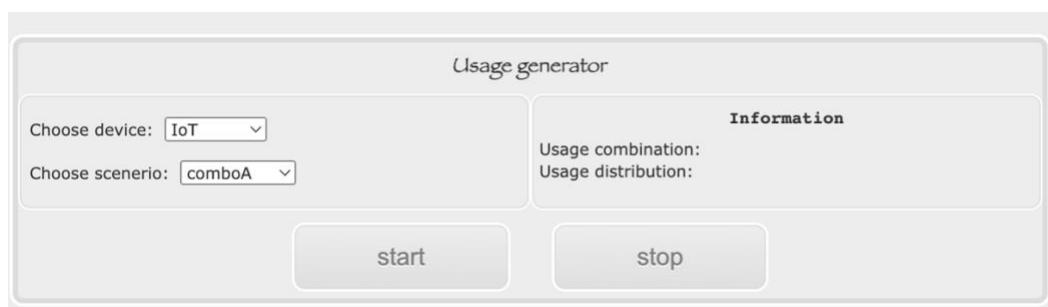 Usage generator
Choose device: IoT
Choose scenerio: comboA
Information
Usage combination:
Usage distribution:
start
stop